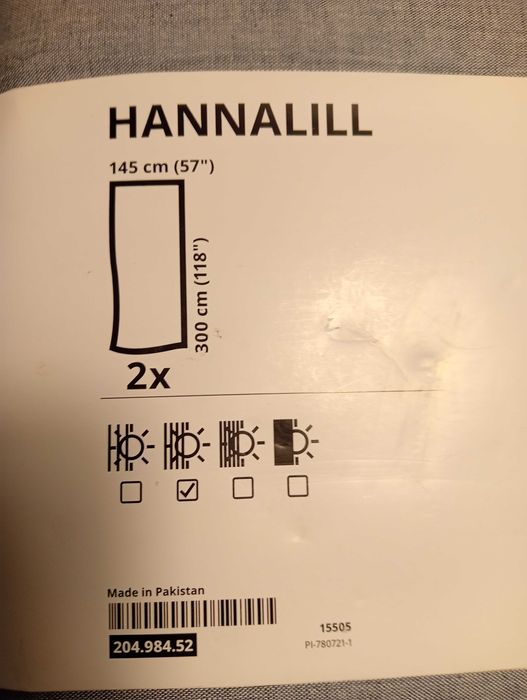 HANNALILL
145 cm (57")
300 cm (118")
2x
Made in Pakistan
204.984.52
15505
PI-780721-1